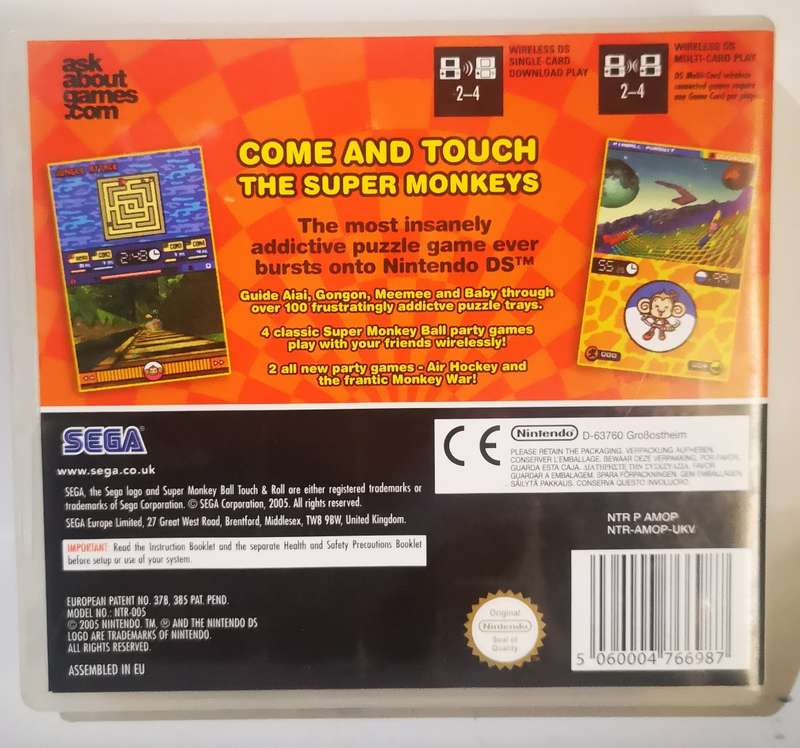 ask
about
games
.com
2–4
WIRELESS DS
SINGLE-CARD
DOWNLOAD PLAY
2–4
WIRELESS DS
MULTI-CARD PLAY
COME AND TOUCH
THE SUPER MONKEYS
JUNGLE ATTACK
2:43
PINBALL PURSUIT
55
The most insanely
addictive puzzle game ever
bursts onto Nintendo DS™
Guide Aiai, Gongon, Meemee and Baby through
over 100 frustratingly addictve puzzle trays.
4 classic Super Monkey Ball party games
play with your friends wirelessly!
2 all new party games - Air Hockey and
the frantic Monkey War!
SEGA
www.sega.co.uk
SEGA, the Sega logo and Super Monkey Ball Touch & Roll are either registered trademarks or
trademarks of Sega Corporation. © SEGA Corporation, 2005. All rights reserved.
SEGA Europe Limited, 27 Great West Road, Brentford, Middlesex, TW8 9BW, United Kingdom.
IMPORTANT: Read the Instruction Booklet and the separate Health and Safety Precautions Booklet
before setup or use of your system.
EUROPEAN PATENT NO. 378, 385 PAT. PEND.
MODEL NO.: NTR-005
© 2005 NINTENDO. TM, ® AND THE NINTENDO DS
LOGO ARE TRADEMARKS OF NINTENDO.
ALL RIGHTS RESERVED.
ASSEMBLED IN EU
CE
Nintendo D-63760 Großostheim
PLEASE RETAIN THE PACKAGING. VERPACKUNG AUFHEBEN.
CONSERVER L'EMBALLAGE. BEWAAR DEZE VERPAKKING. POR FAVOR,
GUARDA ESTA CAJA. ΔΙΑΤΗΡΗΣΤΕ ΤΗΝ ΣΥΣΚΕΥΑΣΙΑ. FAVOR
GUARDAR A EMBALAGEM. SPARA FÖRPACKNINGEN. GEM EMBALLAGEN.
SÄILYTÄ PAKKAUS. CONSERVA QUESTO INVOLUCRO.
NTR P AMOP
NTR-AMOP-UKV
Original
Nintendo
Seal of
Quality
5 060004 766987